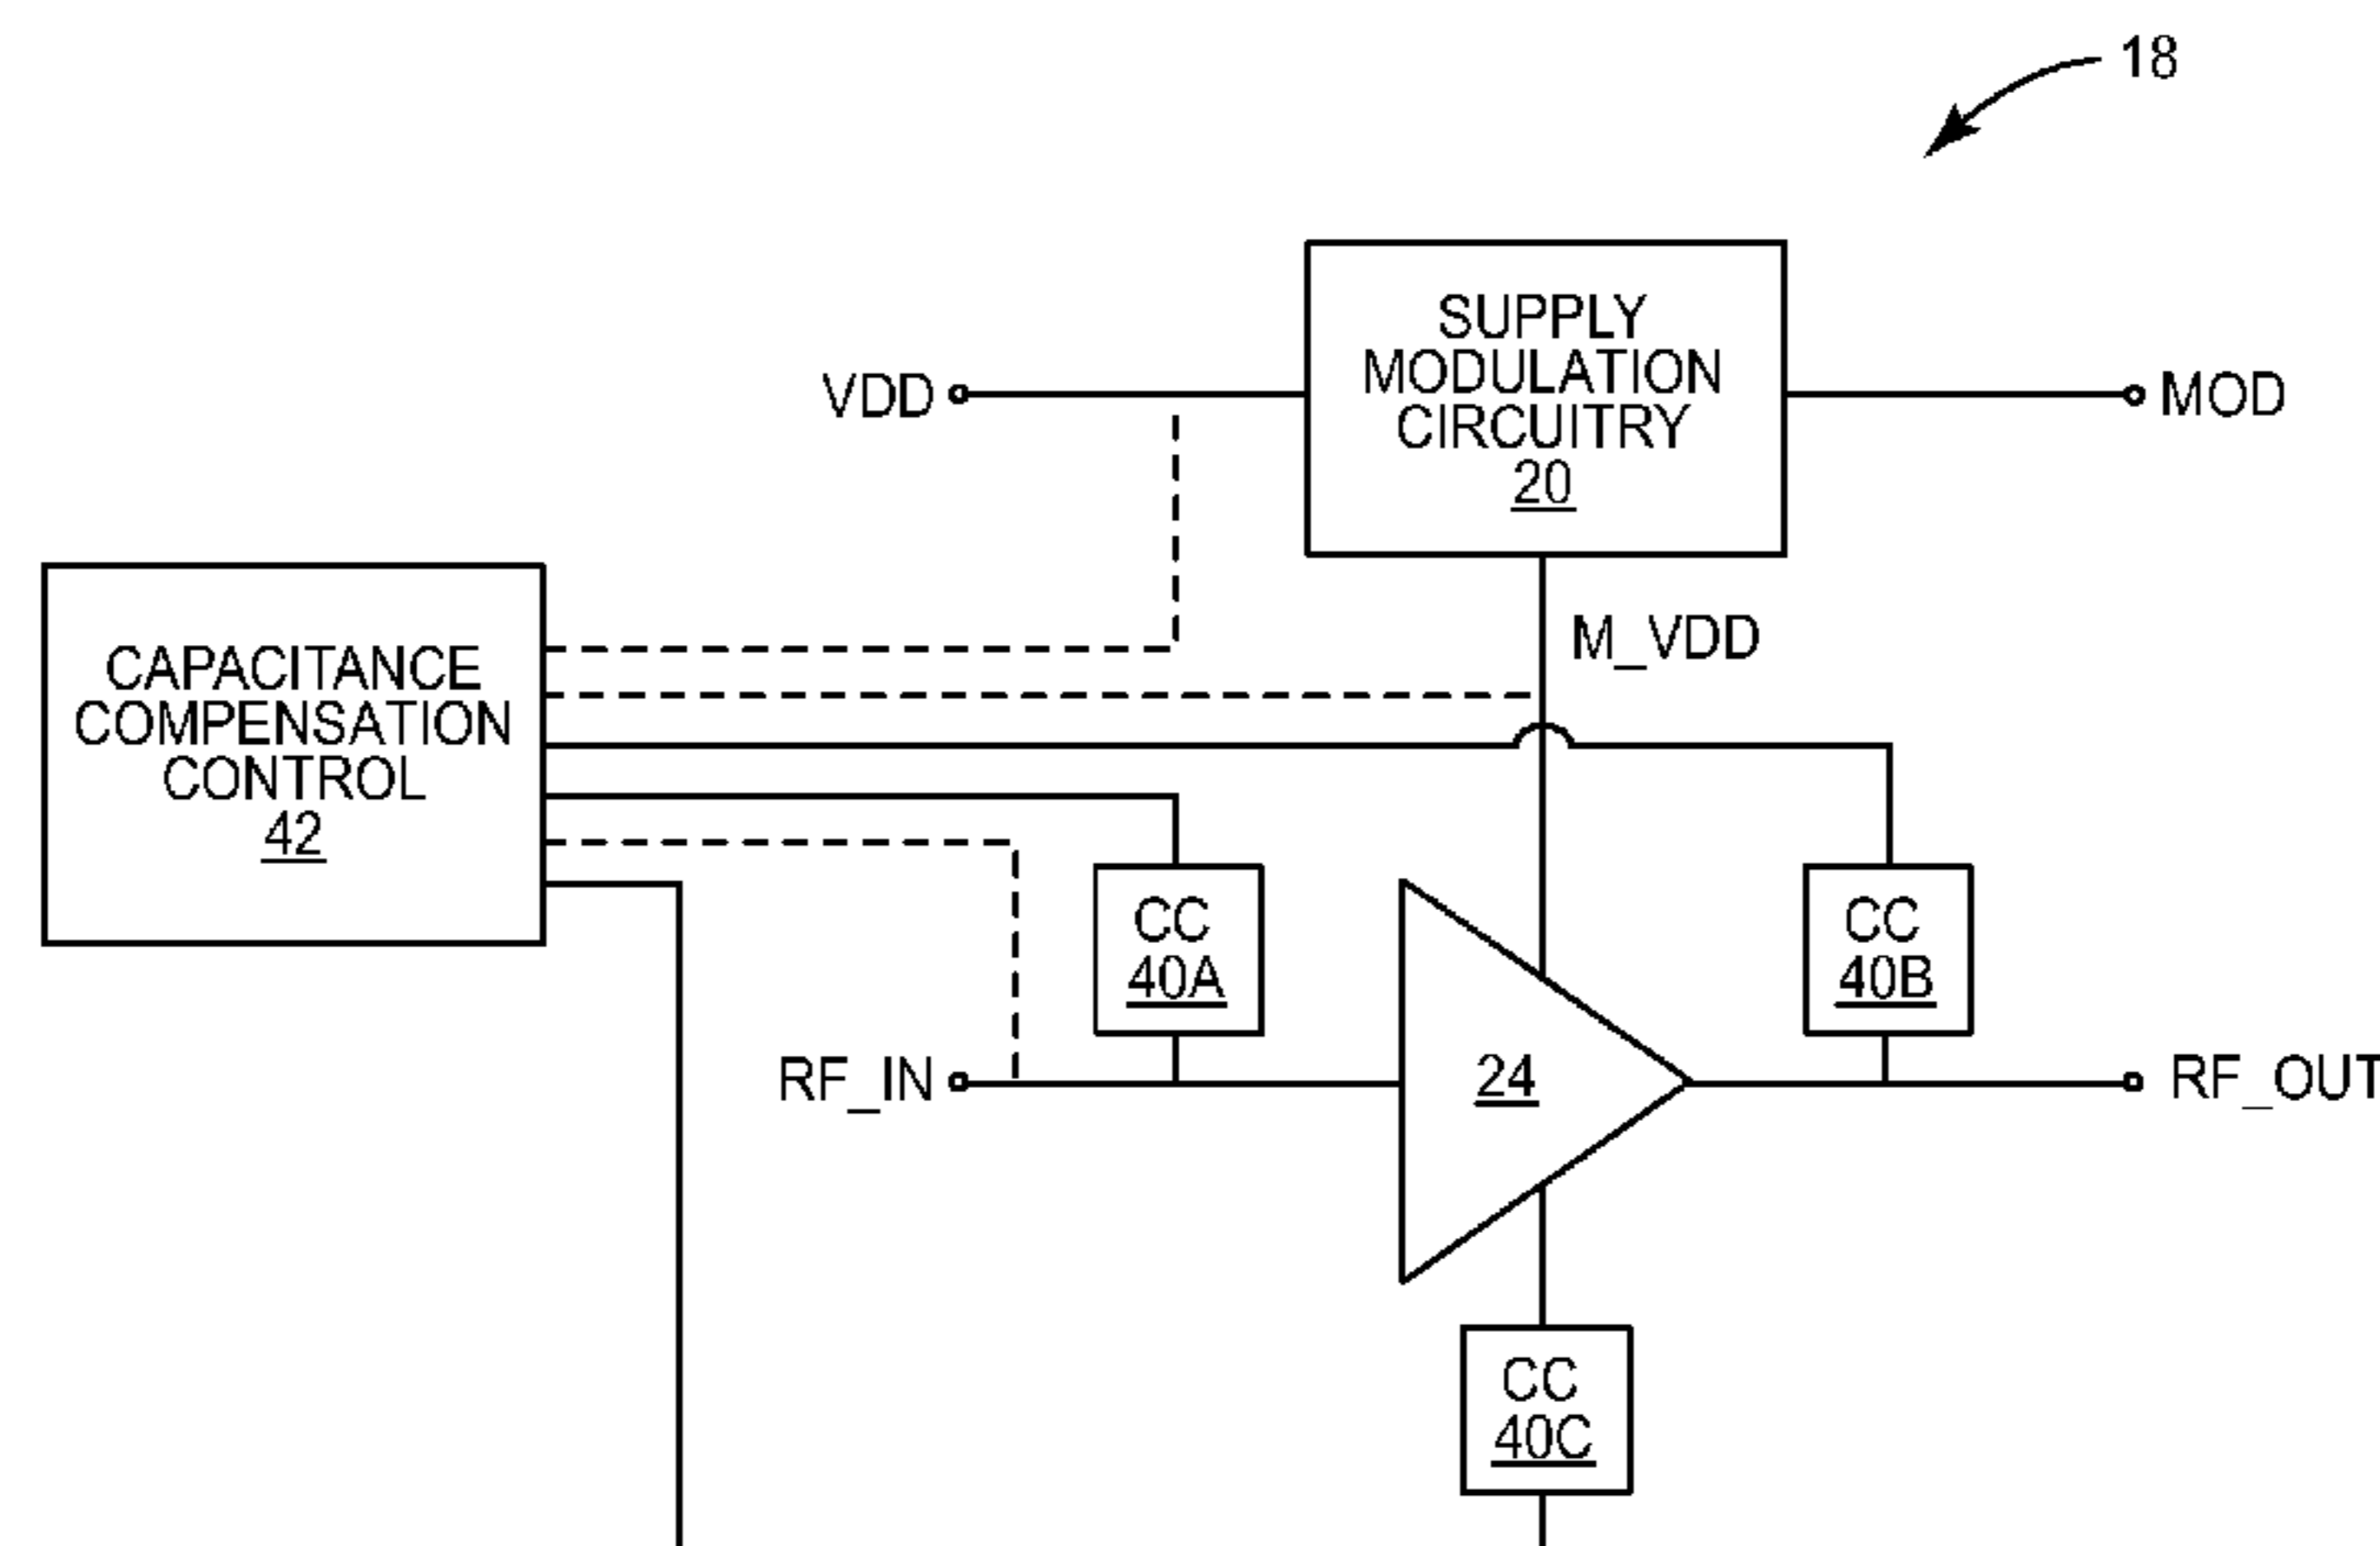 18
SUPPLY
MODULATION
CIRCUITRY
20
VDD
MOD
M_VDD
CAPACITANCE
COMPENSATION
CONTROL
42
CC
40A
CC
40B
RF_IN
24
RF_OUT
CC
40C